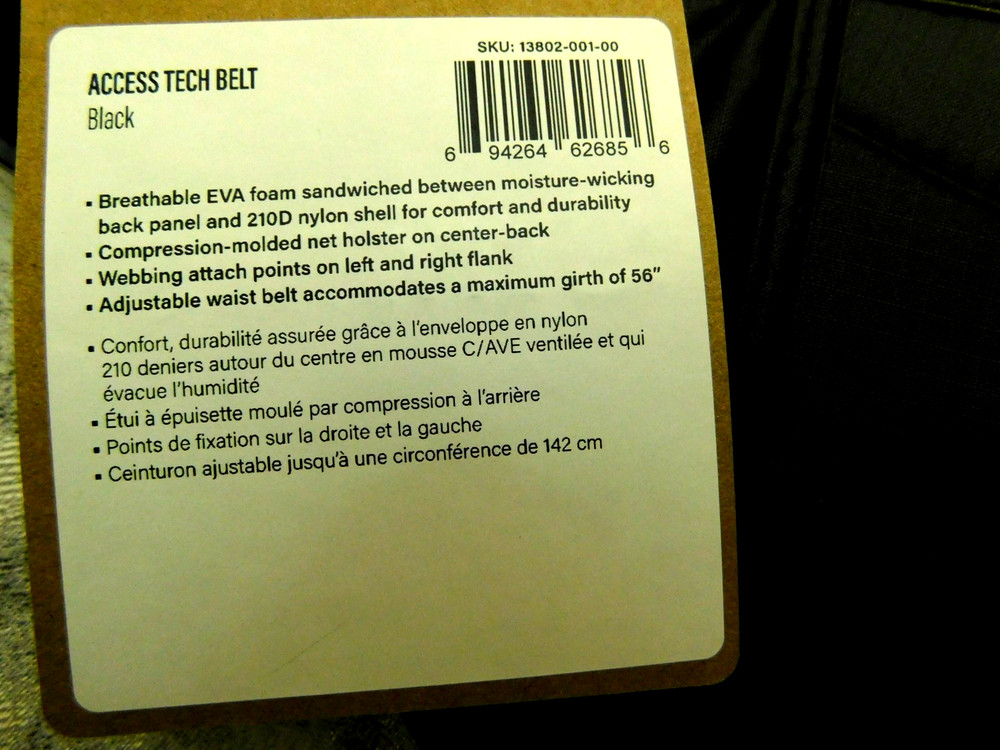 SKU: 13802-001-00
ACCESS TECH BELT
Black
6 94264 62685 6
▪ Breathable EVA foam sandwiched between moisture-wicking
back panel and 210D nylon shell for comfort and durability
▪ Compression-molded net holster on center-back
▪ Webbing attach points on left and right flank
▪ Adjustable waist belt accommodates a maximum girth of 56"
▪ Confort, durabilité assurée grâce à l'enveloppe en nylon
210 deniers autour du centre en mousse C/AVE ventilée et qui
évacue l'humidité
▪ Étui à épuisette moulé par compression à l'arrière
▪ Points de fixation sur la droite et la gauche
▪ Ceinturon ajustable jusqu'à une circonférence de 142 cm